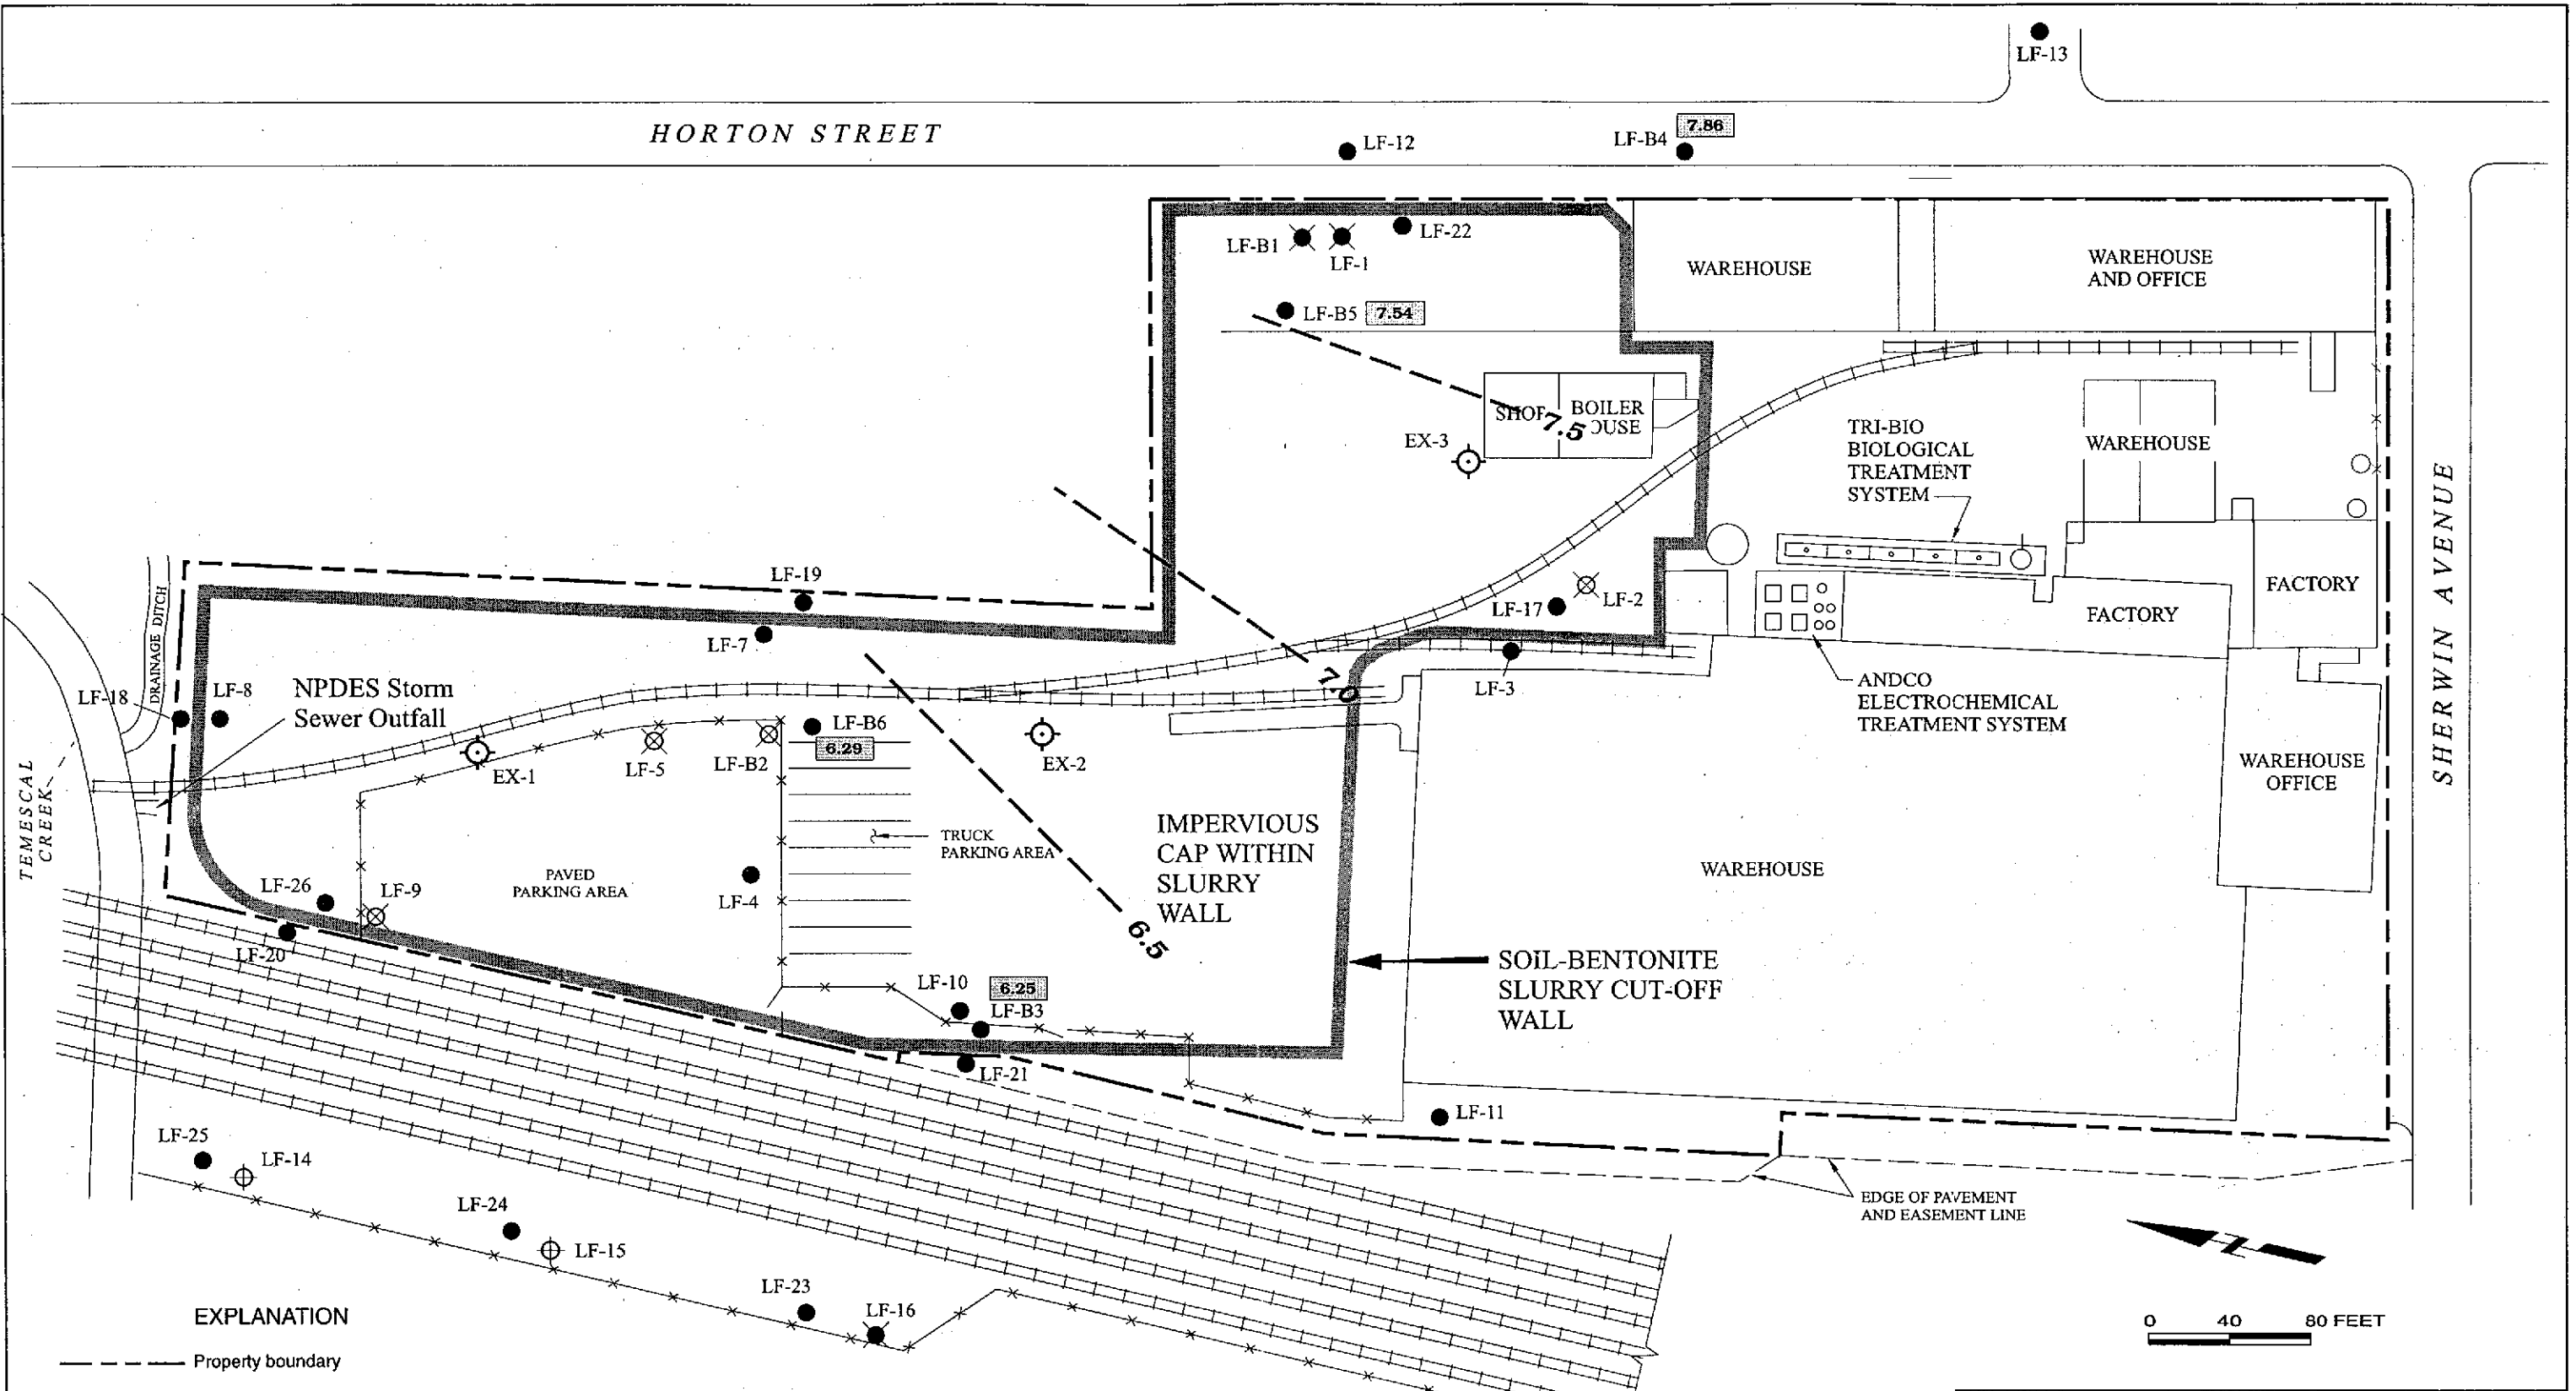 LF-13
HORTON STREET
LF-12
LF-B4
7.86
LF-B1
LF-1
LF-22
LF-B5
7.54
WAREHOUSE
WAREHOUSE
AND OFFICE
SHOP
BOILER
7.5
EX-3
TRI-BIO
BIOLOGICAL
TREATMENT
SYSTEM
WAREHOUSE
SHERWIN AVENUE
LF-19
LF-7
LF-17
LF-2
LF-3
FACTORY
FACTORY
DRAINAGE DITCH
LF-18
LF-8
NPDES Storm
Sewer Outfall
7.0
ANDCO
ELECTROCHEMICAL
TREATMENT SYSTEM
TEMESCAL
CREEK
EX-1
LF-5
LF-B2
LF-B6
6.29
EX-2
WAREHOUSE
OFFICE
TRUCK
PARKING AREA
IMPERVIOUS
CAP WITHIN
SLURRY
WALL
PAVED
PARKING AREA
LF-4
LF-26
LF-9
LF-20
6.5
WAREHOUSE
SOIL-BENTONITE
SLURRY CUT-OFF
WALL
LF-10
6.25
LF-B3
LF-21
LF-11
LF-25
LF-14
LF-24
LF-15
LF-23
LF-16
EDGE OF PAVEMENT
AND EASEMENT LINE
EXPLANATION
Property boundary
0 40 80 FEET